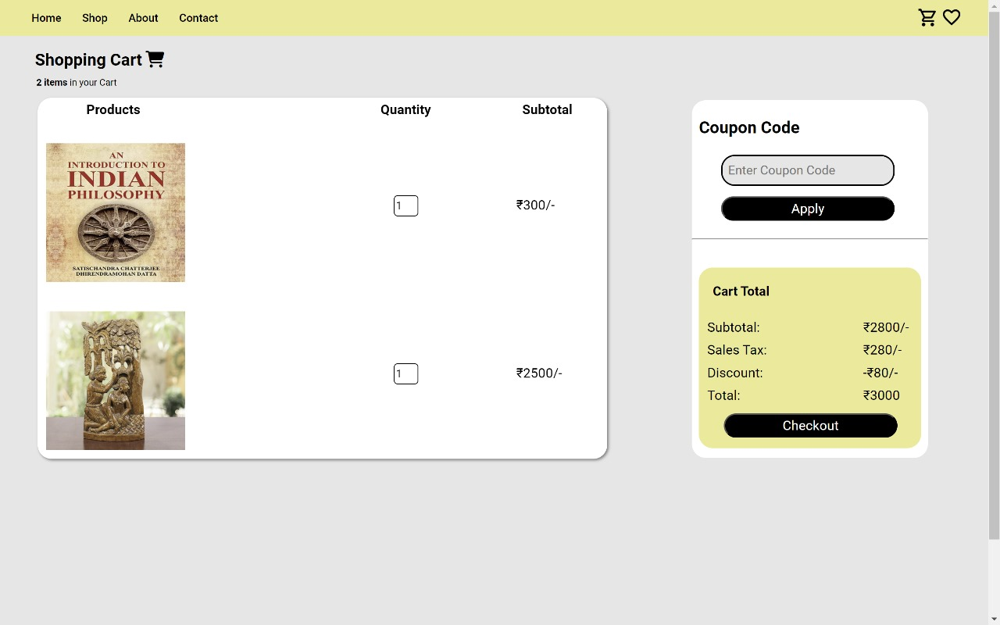 Home Shop About Contact
Shopping Cart
2 items in your Cart
Products Quantity Subtotal
AN
INTRODUCTION TO
INDIAN
PHILOSOPHY
SATISCHANDRA CHATTERJEE
DHIRENDRAMOHAN DATTA
1 ₹300/-
1 ₹2500/-
Coupon Code
Enter Coupon Code
Apply
Cart Total
Subtotal: ₹2800/-
Sales Tax: ₹280/-
Discount: -₹80/-
Total: ₹3000
Checkout